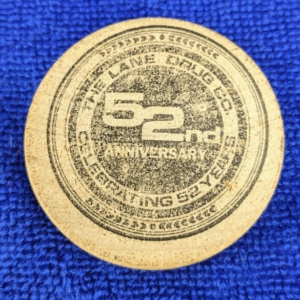 THE LANE DRUG CO.
52nd
ANNIVERSARY
CELEBRATING 52 YEARS